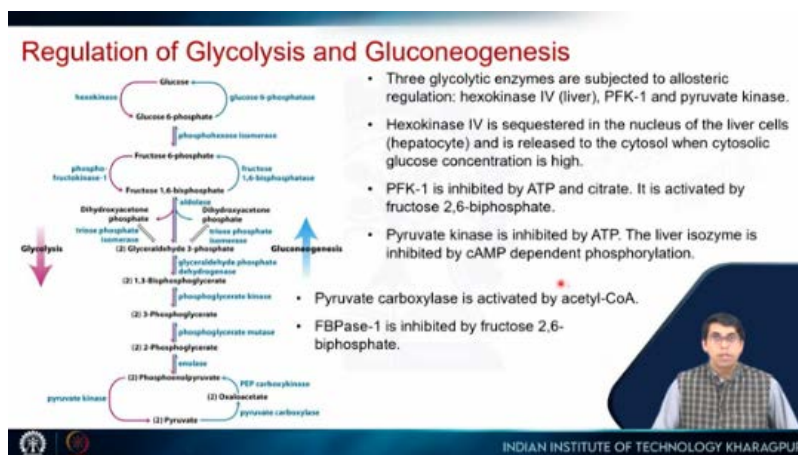 Regulation of Glycolysis and Gluconeogenesis
Glucose
hexokinase
glucose 6-phosphatase
Glucose 6-phosphate
phosphohexose isomerase
Fructose 6-phosphate
phospho-
fructokinase-1
fructose
1,6-bisphosphatase
Fructose 1,6-bisphosphate
aldolase
Dihydroxyacetone
phosphate
Dihydroxyacetone
phosphate
triose phosphate
isomerase
triose phosphate
isomerase
Glycolysis
Gluconeogenesis
(2) Glyceraldehyde 3-phosphate
glyceraldehyde phosphate
dehydrogenase
(2) 1,3-Bisphosphoglycerate
phosphoglycerate kinase
(2) 3-Phosphoglycerate
phosphoglycerate mutase
(2) 2-Phosphoglycerate
enolase
(2) Phosphoenolpyruvate
PEP carboxykinase
(2) Oxaloacetate
pyruvate kinase
pyruvate carboxylase
(2) Pyruvate
• Three glycolytic enzymes are subjected to allosteric
regulation: hexokinase IV (liver), PFK-1 and pyruvate kinase.
• Hexokinase IV is sequestered in the nucleus of the liver cells
(hepatocyte) and is released to the cytosol when cytosolic
glucose concentration is high.
• PFK-1 is inhibited by ATP and citrate. It is activated by
fructose 2,6-biphosphate.
• Pyruvate kinase is inhibited by ATP. The liver isozyme is
inhibited by cAMP dependent phosphorylation.
• Pyruvate carboxylase is activated by acetyl-CoA.
• FBPase-1 is inhibited by fructose 2,6-
biphosphate.
INDIAN INSTITUTE OF TECHNOLOGY KHARAGPUR